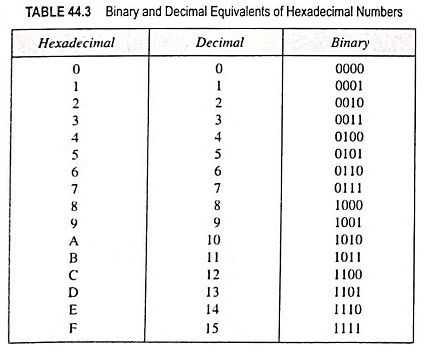 TABLE 44.3 Binary and Decimal Equivalents of Hexadecimal Numbers
Hexadecimal Decimal Binary
0 0 0000
1 1 0001
2 2 0010
3 3 0011
4 4 0100
5 5 0101
6 6 0110
7 7 0111
8 8 1000
9 9 1001
A 10 1010
B 11 1011
C 12 1100
D 13 1101
E 14 1110
F 15 1111